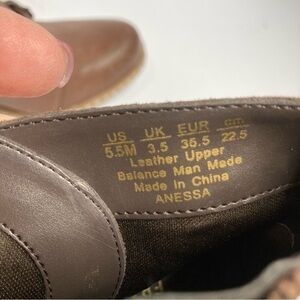 US UK EUR cm
5.5M 3.5 35.5 22.5
Leather Upper
Balance Man Made
Made in China
ANESSA